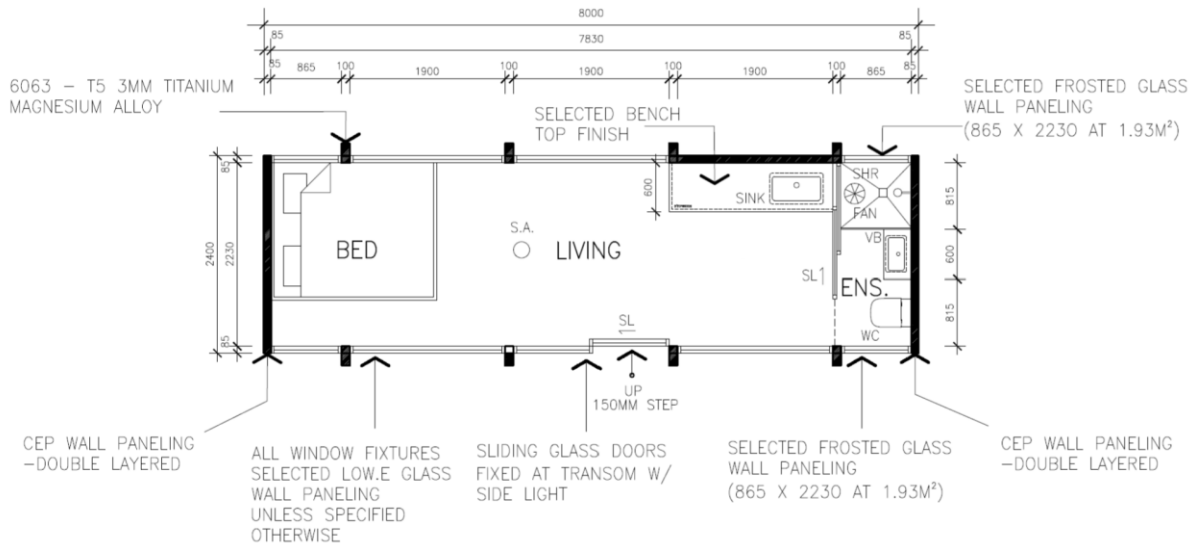 8000
85 7830 85
85 865 100 1900 100 1900 100 1900 100 865 85
6063 – T5 3MM TITANIUM
MAGNESIUM ALLOY
SELECTED BENCH
TOP FINISH
SELECTED FROSTED GLASS
WALL PANELING
(865 X 2230 AT 1.93M²)
2400
85
2230
85
BED
S.A.
LIVING
600
SINK
SHR
FAN
VB
SL 1
ENS.
WC
815
600
815
SL
1
UP
150MM STEP
CEP WALL PANELING
–DOUBLE LAYERED
ALL WINDOW FIXTURES
SELECTED LOW.E GLASS
WALL PANELING
UNLESS SPECIFIED
OTHERWISE
SLIDING GLASS DOORS
FIXED AT TRANSOM W/
SIDE LIGHT
SELECTED FROSTED GLASS
WALL PANELING
(865 X 2230 AT 1.93M²)
CEP WALL PANELING
–DOUBLE LAYERED